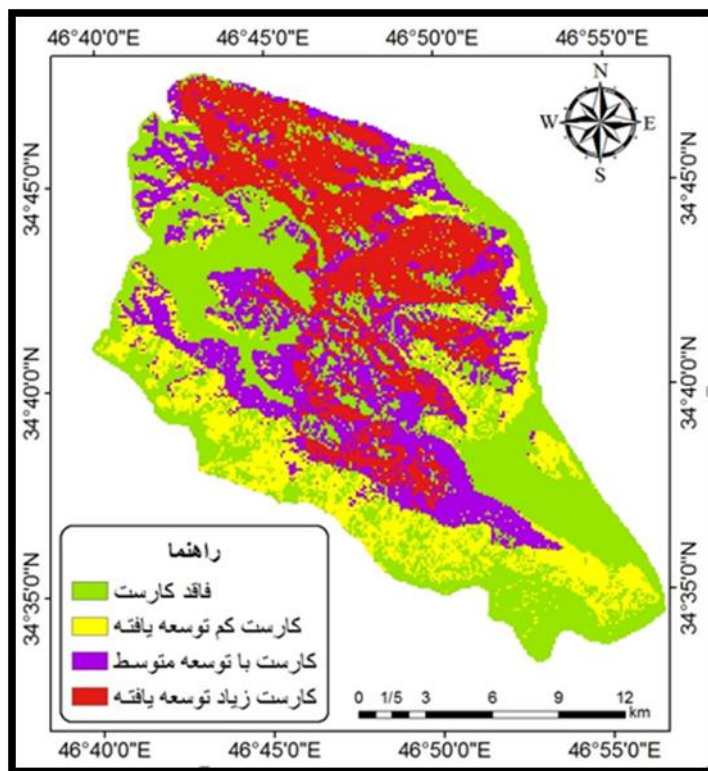 46°40'0"E 46°45'0"E 46°50'0"E 46°55'0"E
N
W E
S
34°45'0"N 34°45'0"N
34°40'0"N 34°40'0"N
34°35'0"N 34°35'0"N
راهنما
فاقد کارست
کارست کم توسعه یافته
کارست با توسعه متوسط
کارست زیاد توسعه یافته
0 1/5 3 6 9 12
km
46°40'0"E 46°45'0"E 46°50'0"E 46°55'0"E